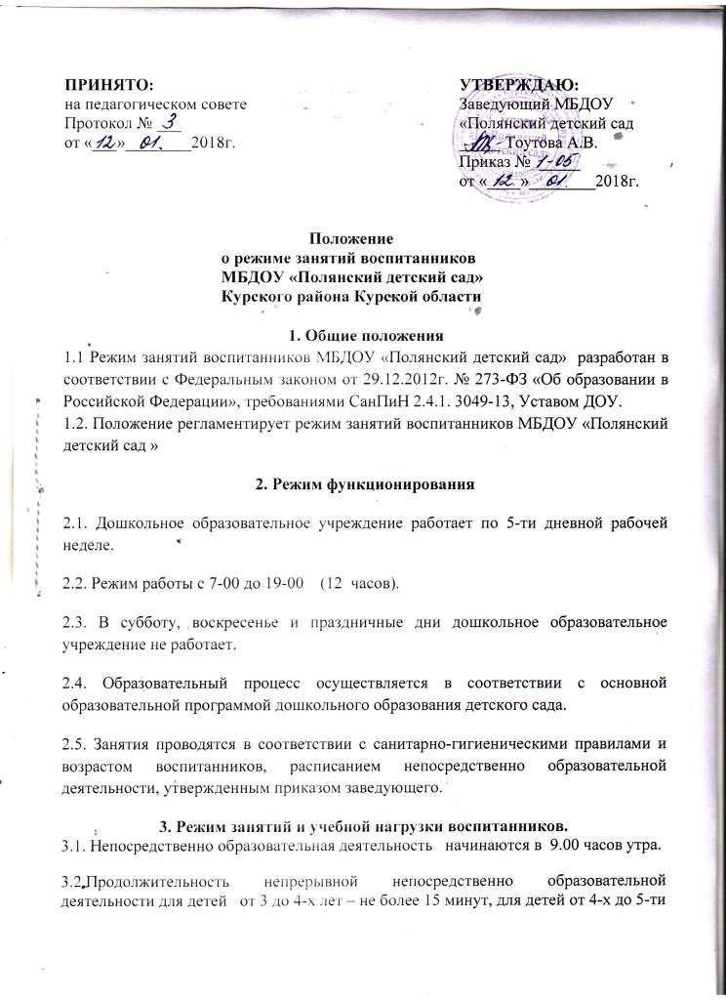 ПРИНЯТО:
на педагогическом совете
Протокол № 3
от «12» 01. 2018г.
УТВЕРЖДАЮ:
Заведующий МБДОУ
«Полянский детский сад
Тоутова А.В.
Приказ № 1-05
от «12» 01. 2018г.
Положение
о режиме занятий воспитанников
МБДОУ «Полянский детский сад»
Курского района Курской области
1. Общие положения
1.1 Режим занятий воспитанников МБДОУ «Полянский детский сад» разработан в
соответствии с Федеральным законом от 29.12.2012г. № 273-ФЗ «Об образовании в
Российской Федерации», требованиями СанПиН 2.4.1. 3049-13, Уставом ДОУ.
1.2. Положение регламентирует режим занятий воспитанников МБДОУ «Полянский
детский сад »
2. Режим функционирования
2.1. Дошкольное образовательное учреждение работает по 5-ти дневной рабочей
неделе.
2.2. Режим работы с 7-00 до 19-00 (12 часов).
2.3. В субботу, воскресенье и праздничные дни дошкольное образовательное
учреждение не работает.
2.4. Образовательный процесс осуществляется в соответствии с основной
образовательной программой дошкольного образования детского сада.
2.5. Занятия проводятся в соответствии с санитарно-гигиеническими правилами и
возрастом воспитанников, расписанием непосредственно образовательной
деятельности, утвержденным приказом заведующего.
3. Режим занятий и учебной нагрузки воспитанников.
3.1. Непосредственно образовательная деятельность начинаются в 9.00 часов утра.
3.2.Продолжительность непрерывной непосредственно образовательной
деятельности для детей от 3 до 4-х лет – не более 15 минут, для детей от 4-х до 5-ти